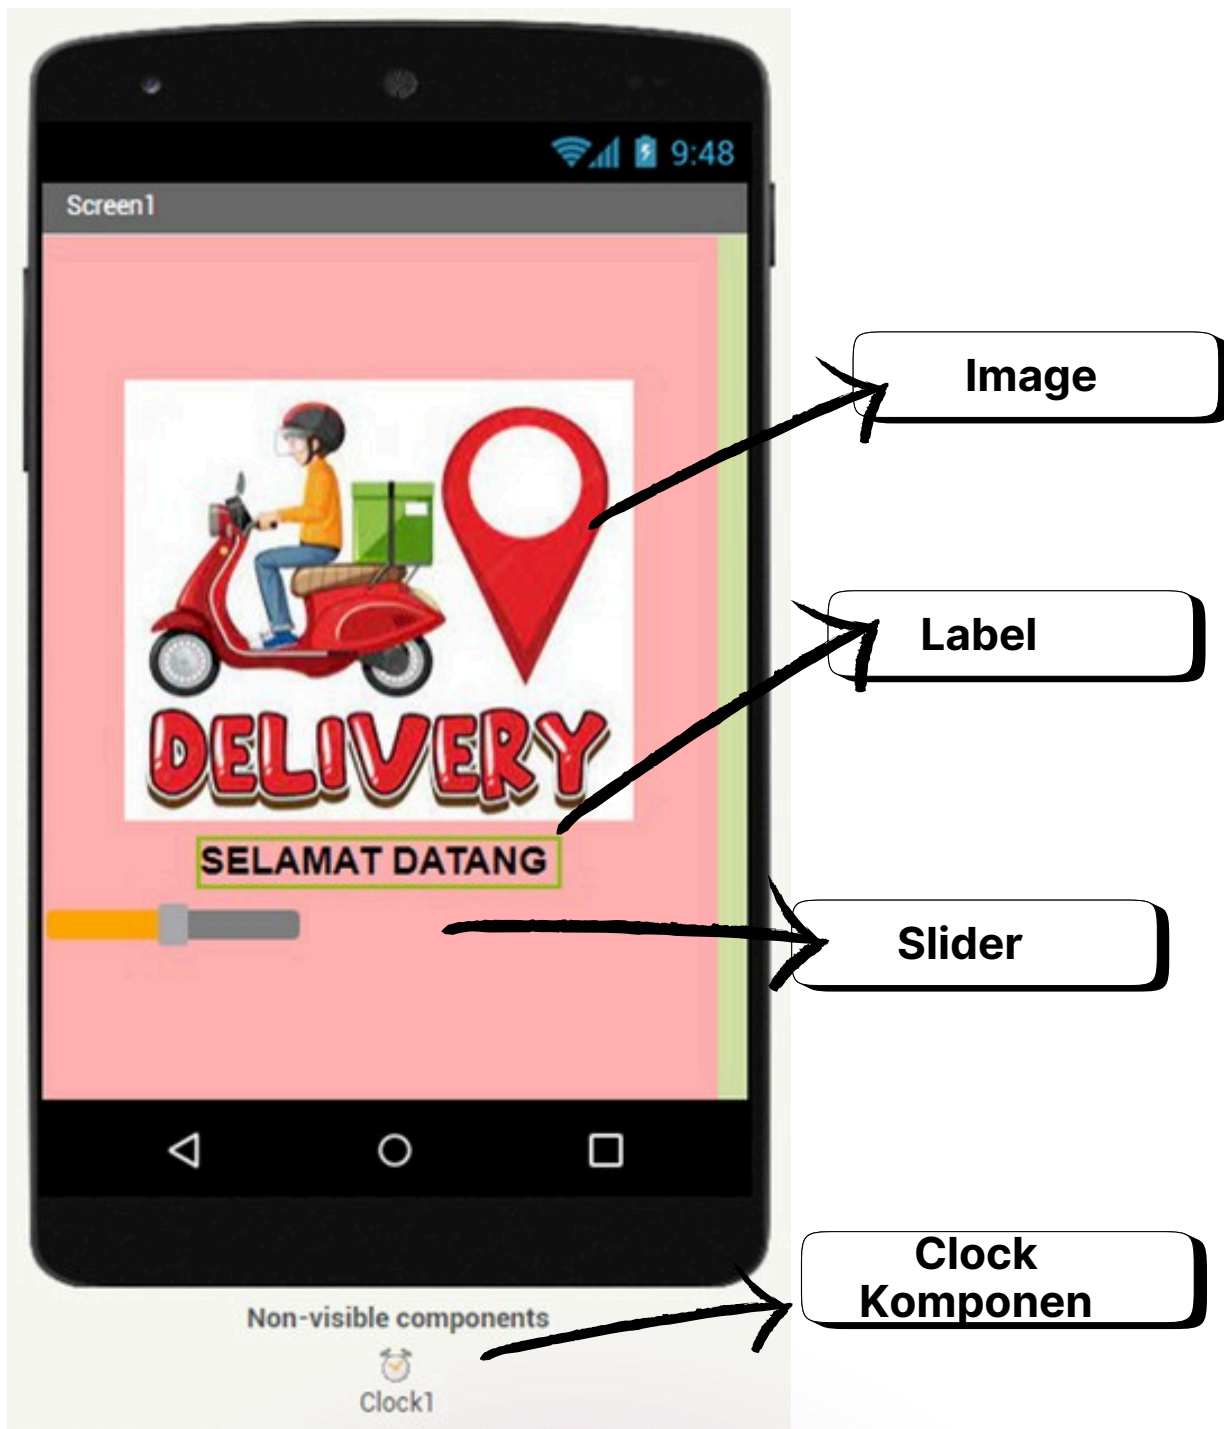 9:48
Screen1
Image
DELIVERY
Label
SELAMAT DATANG
Slider
Clock
Komponen
Non-visible components
Clock1